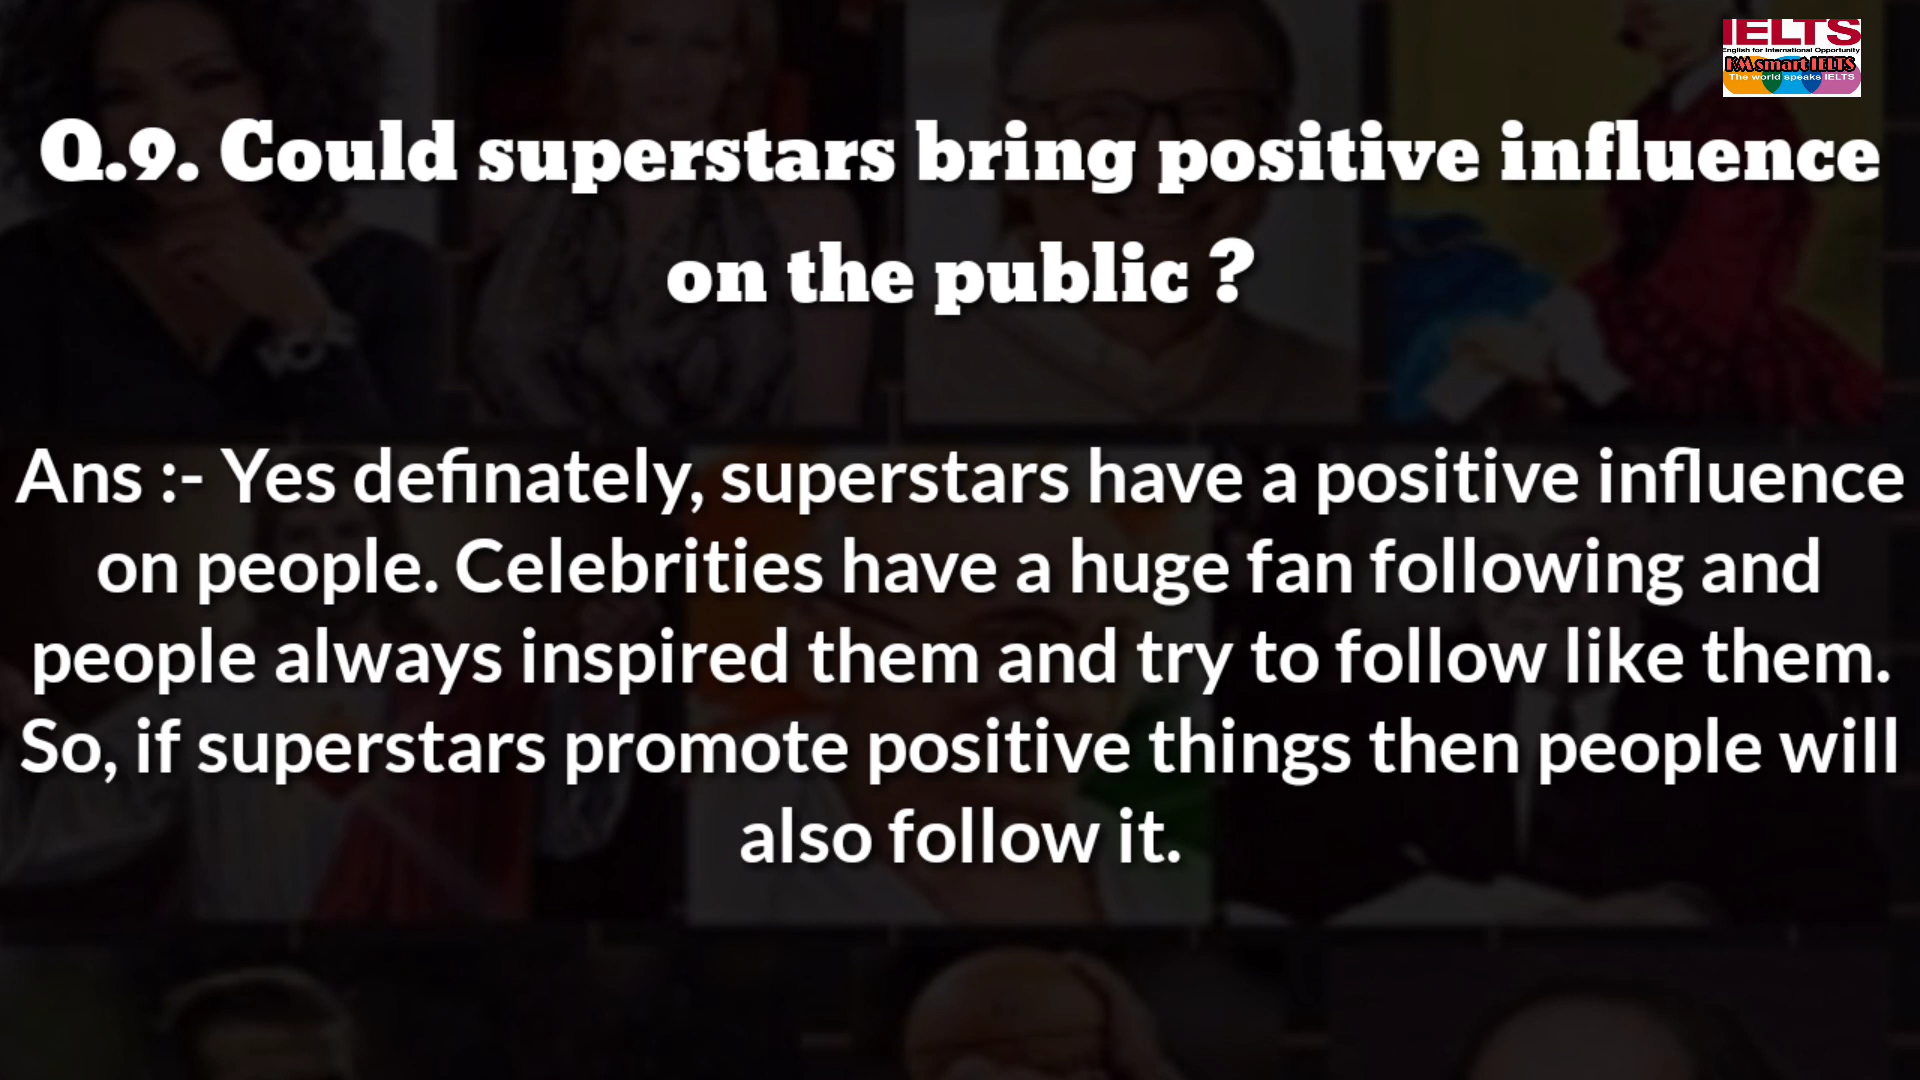 IELTS
English for International Opportunity
KM smart IELTS
The world speaks IELTS
Q.9. Could superstars bring positive influence
on the public ?
Ans :- Yes definately, superstars have a positive influence
on people. Celebrities have a huge fan following and
people always inspired them and try to follow like them.
So, if superstars promote positive things then people will
also follow it.